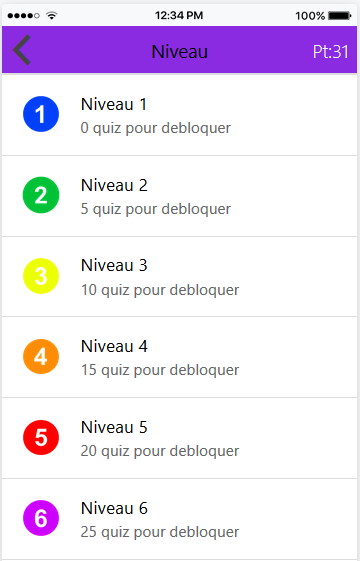 12:34 PM 100%
Niveau Pt:31
1 Niveau 1
0 quiz pour debloquer
2 Niveau 2
5 quiz pour debloquer
3 Niveau 3
10 quiz pour debloquer
4 Niveau 4
15 quiz pour debloquer
5 Niveau 5
20 quiz pour debloquer
6 Niveau 6
25 quiz pour debloquer